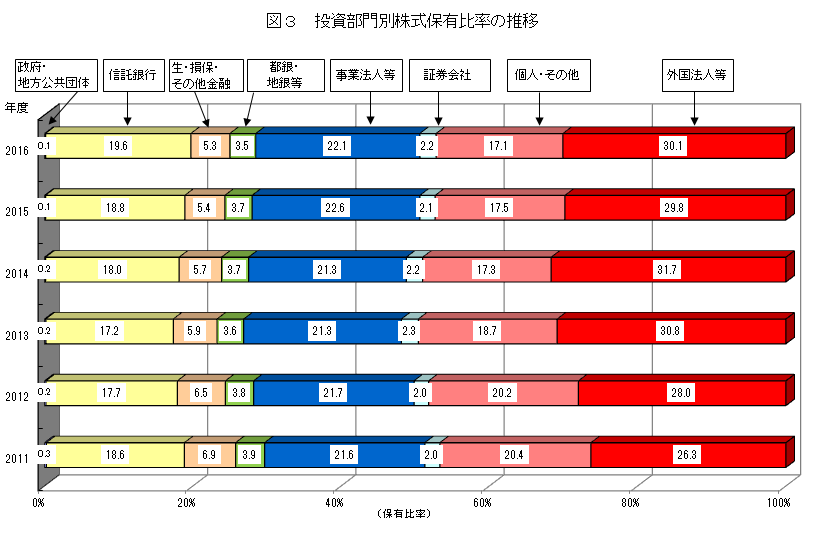 図３　投資部門別株式保有比率の推移
政府・
地方公共団体
信託銀行
生・損保・
その他金融
都銀・
地銀等
事業法人等
証券会社
個人・その他
外国法人等
年度
2016 0.1 19.6 5.3 3.5 22.1 2.2 17.1 30.1
2015 0.1 18.8 5.4 3.7 22.6 2.1 17.5 29.8
2014 0.2 18.0 5.7 3.7 21.3 2.2 17.3 31.7
2013 0.2 17.2 5.9 3.6 21.3 2.3 18.7 30.8
2012 0.2 17.7 6.5 3.8 21.7 2.0 20.2 28.0
2011 0.3 18.6 6.9 3.9 21.6 2.0 20.4 26.3
0% 20% 40% 60% 80% 100%
（保有比率）